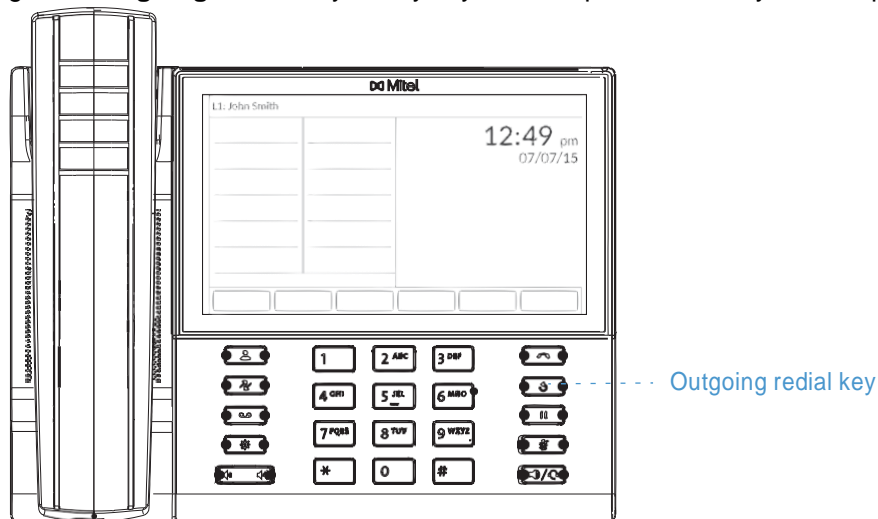 Mitel
L1: John Smith
12:49 pm
07/07/15
1
2 ABC
3 DEF
4 GHI
5 JKL
6 MNO
Outgoing redial key
7 PQRS
8 TUV
9 WXYZ
*
0
#